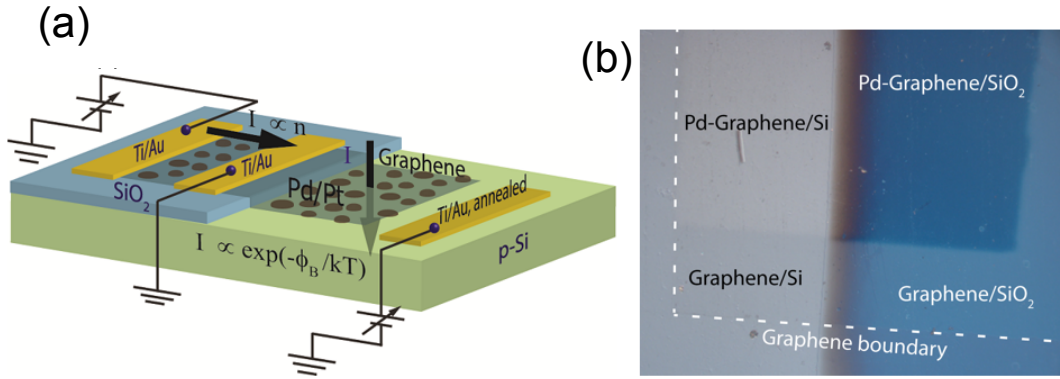 (a)
I ∝ n
Ti/Au
Ti/Au
I
Graphene
SiO₂
Pd/Pt
Ti/Au, annealed
I ∝ exp(-ϕ_B/kT)
p-Si
(b)
Pd-Graphene/SiO₂
Pd-Graphene/Si
Graphene/Si
Graphene/SiO₂
Graphene boundary